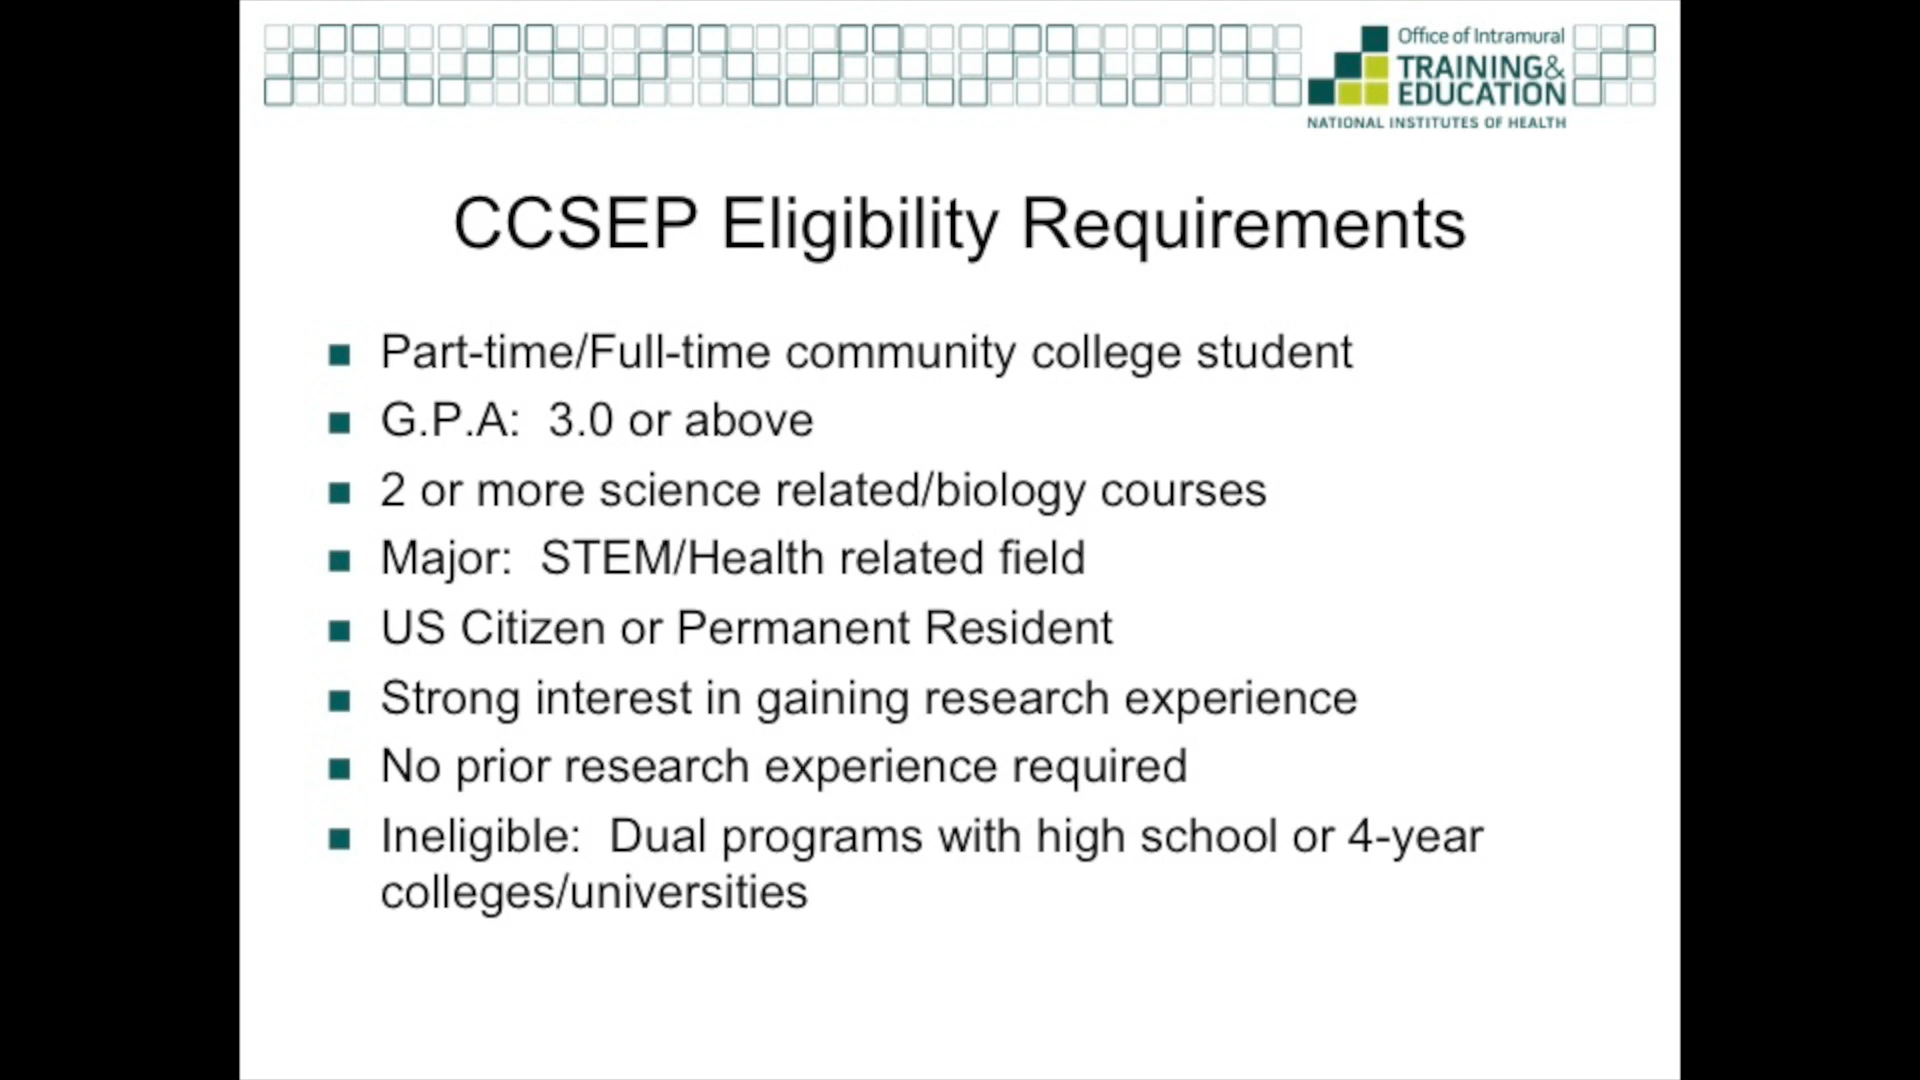 Office of Intramural
TRAINING&
EDUCATION
NATIONAL INSTITUTES OF HEALTH
CCSEP Eligibility Requirements
Part-time/Full-time community college student
G.P.A:  3.0 or above
2 or more science related/biology courses
Major:  STEM/Health related field
US Citizen or Permanent Resident
Strong interest in gaining research experience
No prior research experience required
Ineligible:  Dual programs with high school or 4-year
colleges/universities